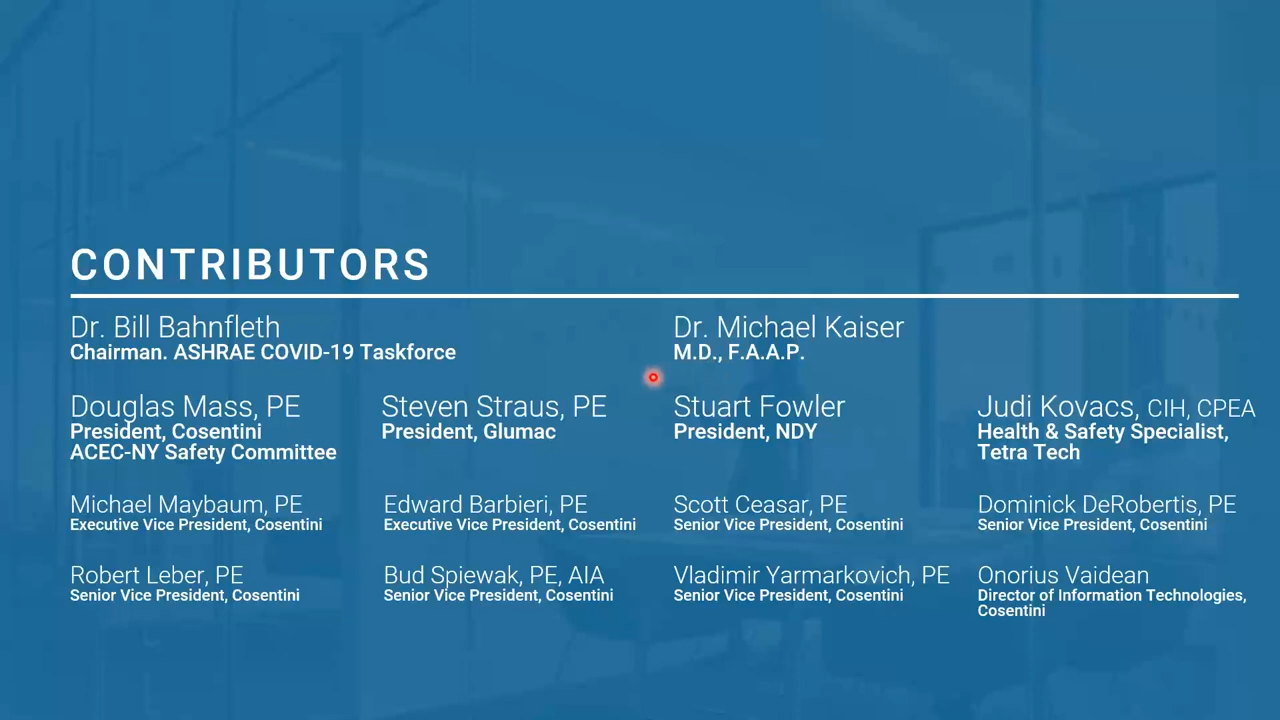 CONTRIBUTORS
Dr. Bill Bahnfleth
Chairman. ASHRAE COVID-19 Taskforce
Dr. Michael Kaiser
M.D., F.A.A.P.
Douglas Mass, PE
President, Cosentini
ACEC-NY Safety Committee
Steven Straus, PE
President, Glumac
Stuart Fowler
President, NDY
Judi Kovacs, CIH, CPEA
Health & Safety Specialist,
Tetra Tech
Michael Maybaum, PE
Executive Vice President, Cosentini
Edward Barbieri, PE
Executive Vice President, Cosentini
Scott Ceasar, PE
Senior Vice President, Cosentini
Dominick DeRobertis, PE
Senior Vice President, Cosentini
Robert Leber, PE
Senior Vice President, Cosentini
Bud Spiewak, PE, AIA
Senior Vice President, Cosentini
Vladimir Yarmarkovich, PE
Senior Vice President, Cosentini
Onorius Vaidean
Director of Information Technologies,
Cosentini